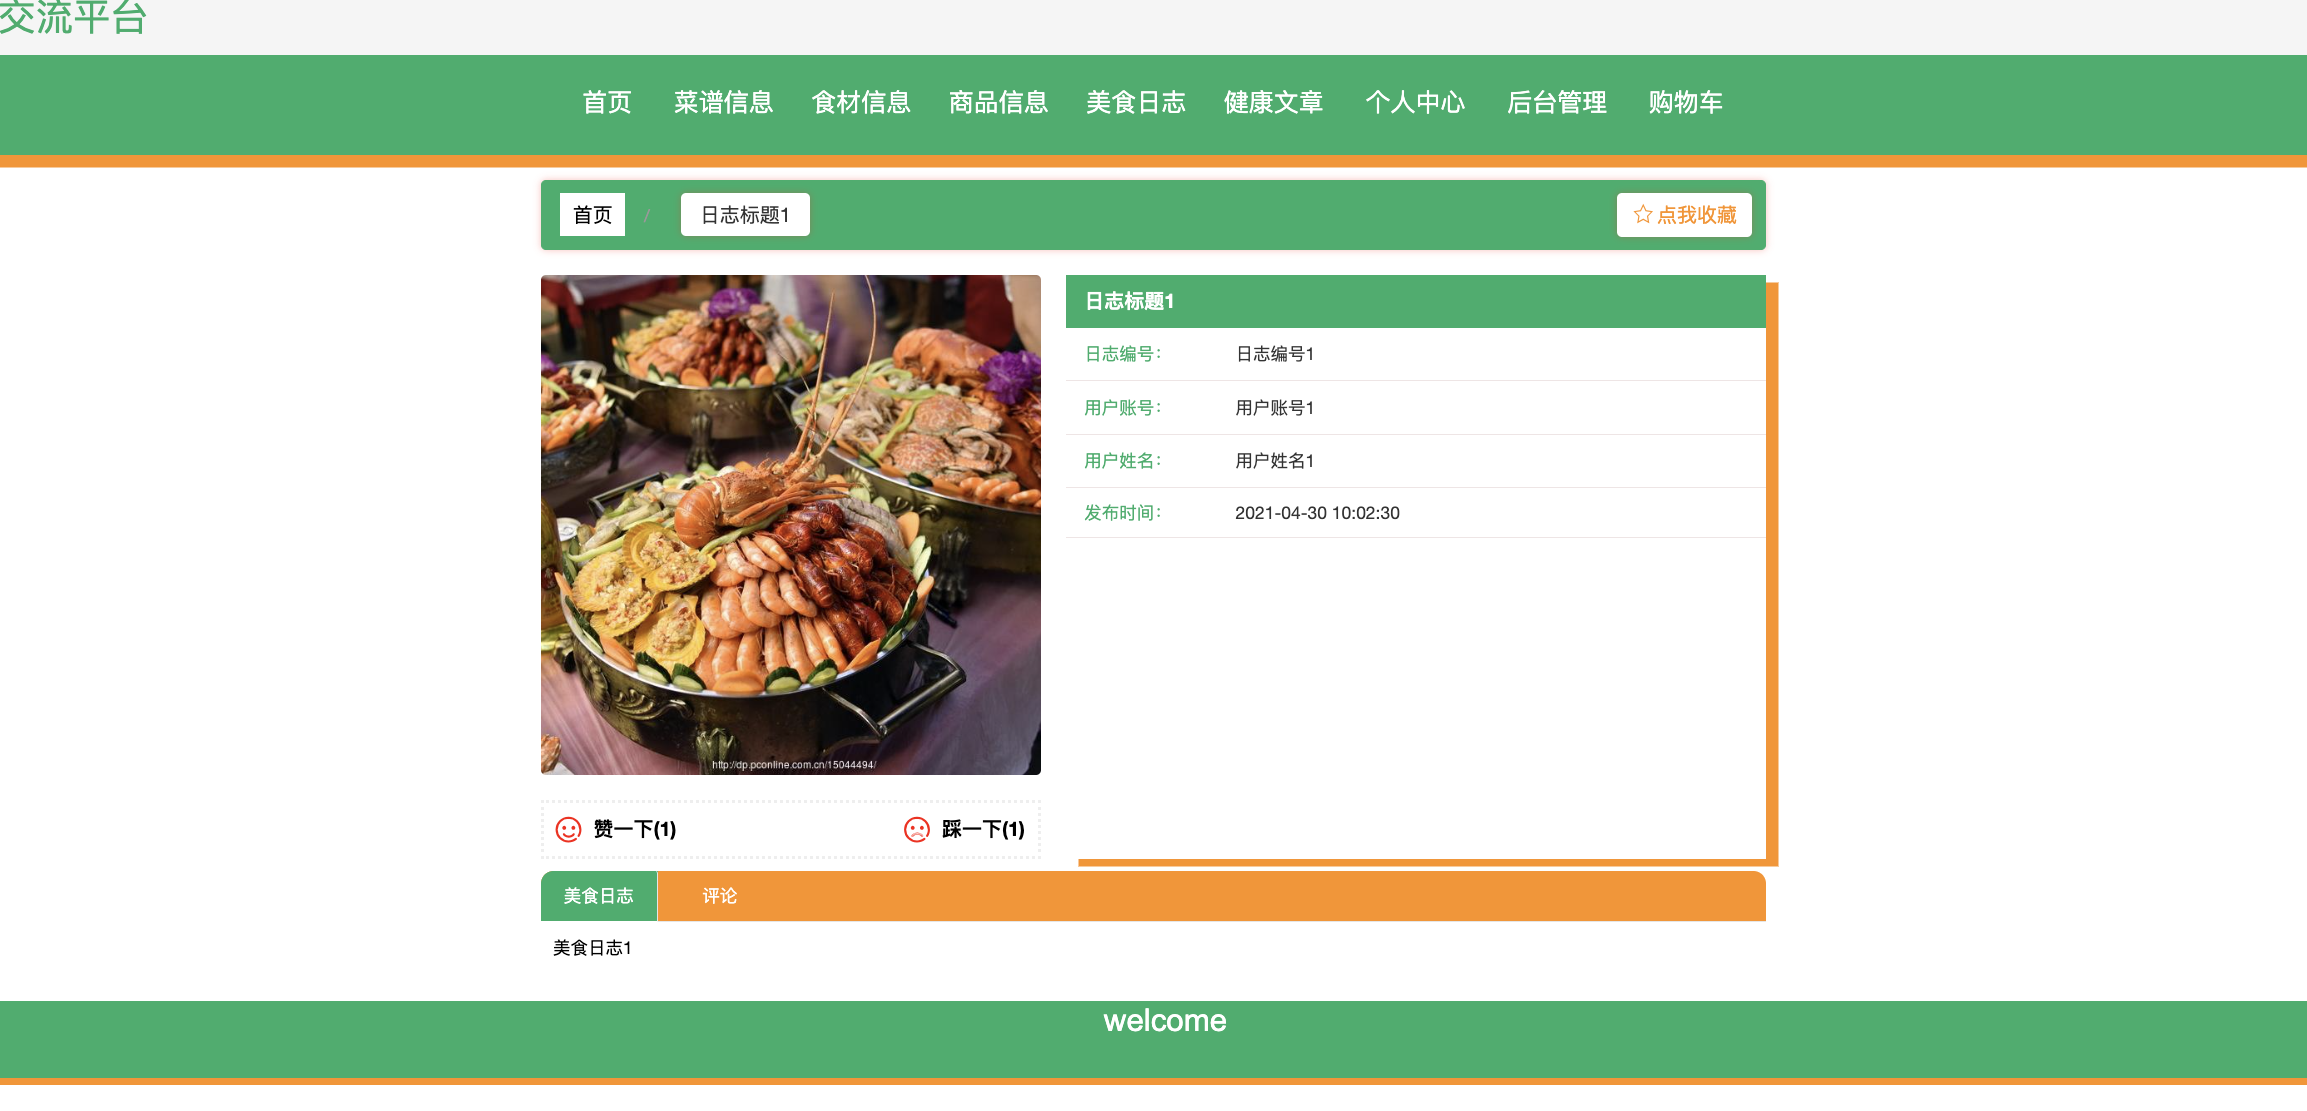 交流平台
首页 菜谱信息 食材信息 商品信息 美食日志 健康文章 个人中心 后台管理 购物车
首页 / 日志标题1 点我收藏
日志标题1
日志编号： 日志编号1
用户账号： 用户账号1
用户姓名： 用户姓名1
发布时间： 2021-04-30 10:02:30
http://dp.pconline.com.cn/15044494/
赞一下(1) 踩一下(1)
美食日志 评论
美食日志1
welcome